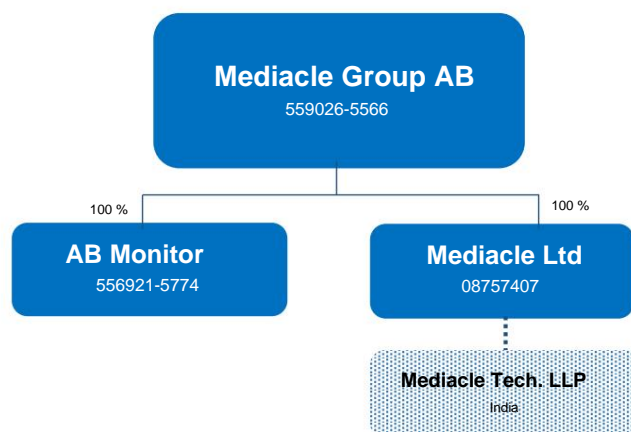 Mediacle Group AB
559026-5566
100 %
100 %
AB Monitor
556921-5774
Mediacle Ltd
08757407
Mediacle Tech. LLP
India